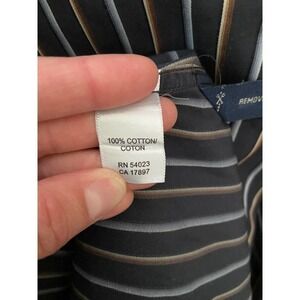 100% COTTON/
COTON
RN 54023
CA 17897
REMOV